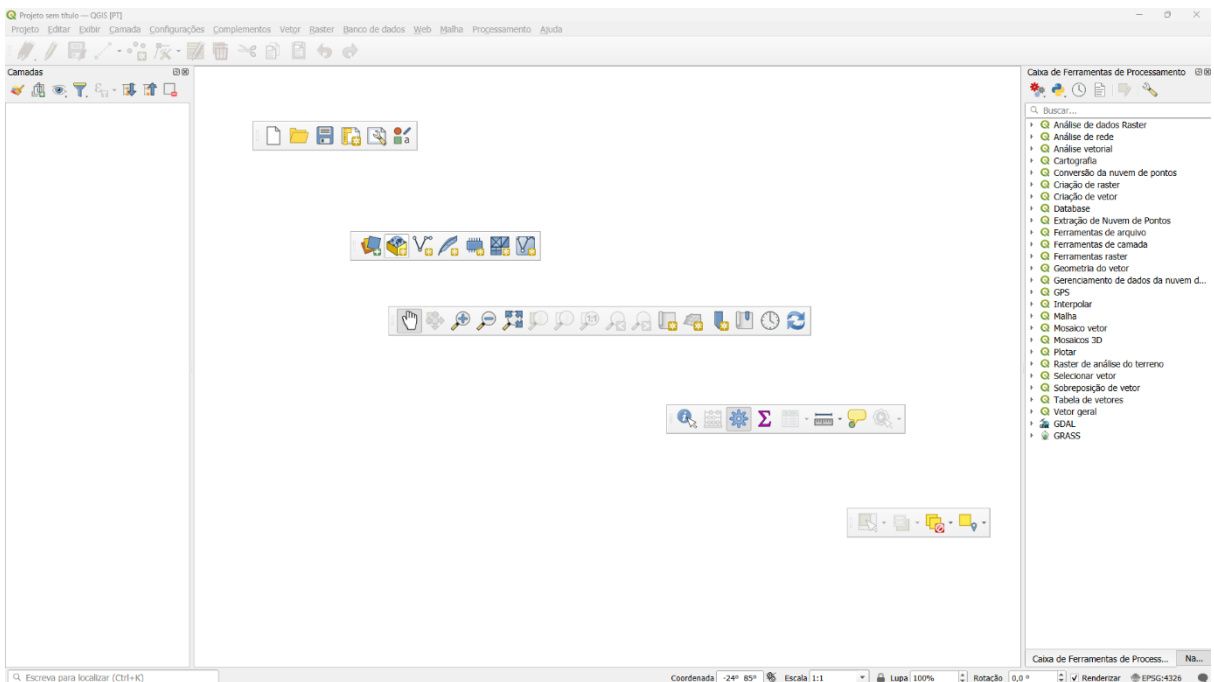 Projeto sem título — QGIS [PT]
Projeto Editar Exibir Camada Configurações Complementos Vetor Raster Banco de dados Web Malha Processamento Ajuda
Camadas
Caixa de Ferramentas de Processamento
Buscar...
Análise de dados Raster
Análise de rede
Análise vetorial
Cartografia
Conversão da nuvem de pontos
Criação de raster
Criação de vetor
Database
Extração de Nuvem de Pontos
Ferramentas de arquivo
Ferramentas de camada
Ferramentas raster
Geometria do vetor
Gerenciamento de dados da nuvem d...
GPS
Interpolar
Malha
Mosaico vetor
Mosaicos 3D
Plotar
Raster de análise do terreno
Selecionar vetor
Sobreposição de vetor
Tabela de vetores
Vetor geral
GDAL
GRASS
Caixa de Ferramentas de Process... Na...
Escreva para localizar (Ctrl+K) Coordenada -24° 85° Escala 1:1 Lupa 100% Rotação 0,0 ° Renderizar EPSG:4326